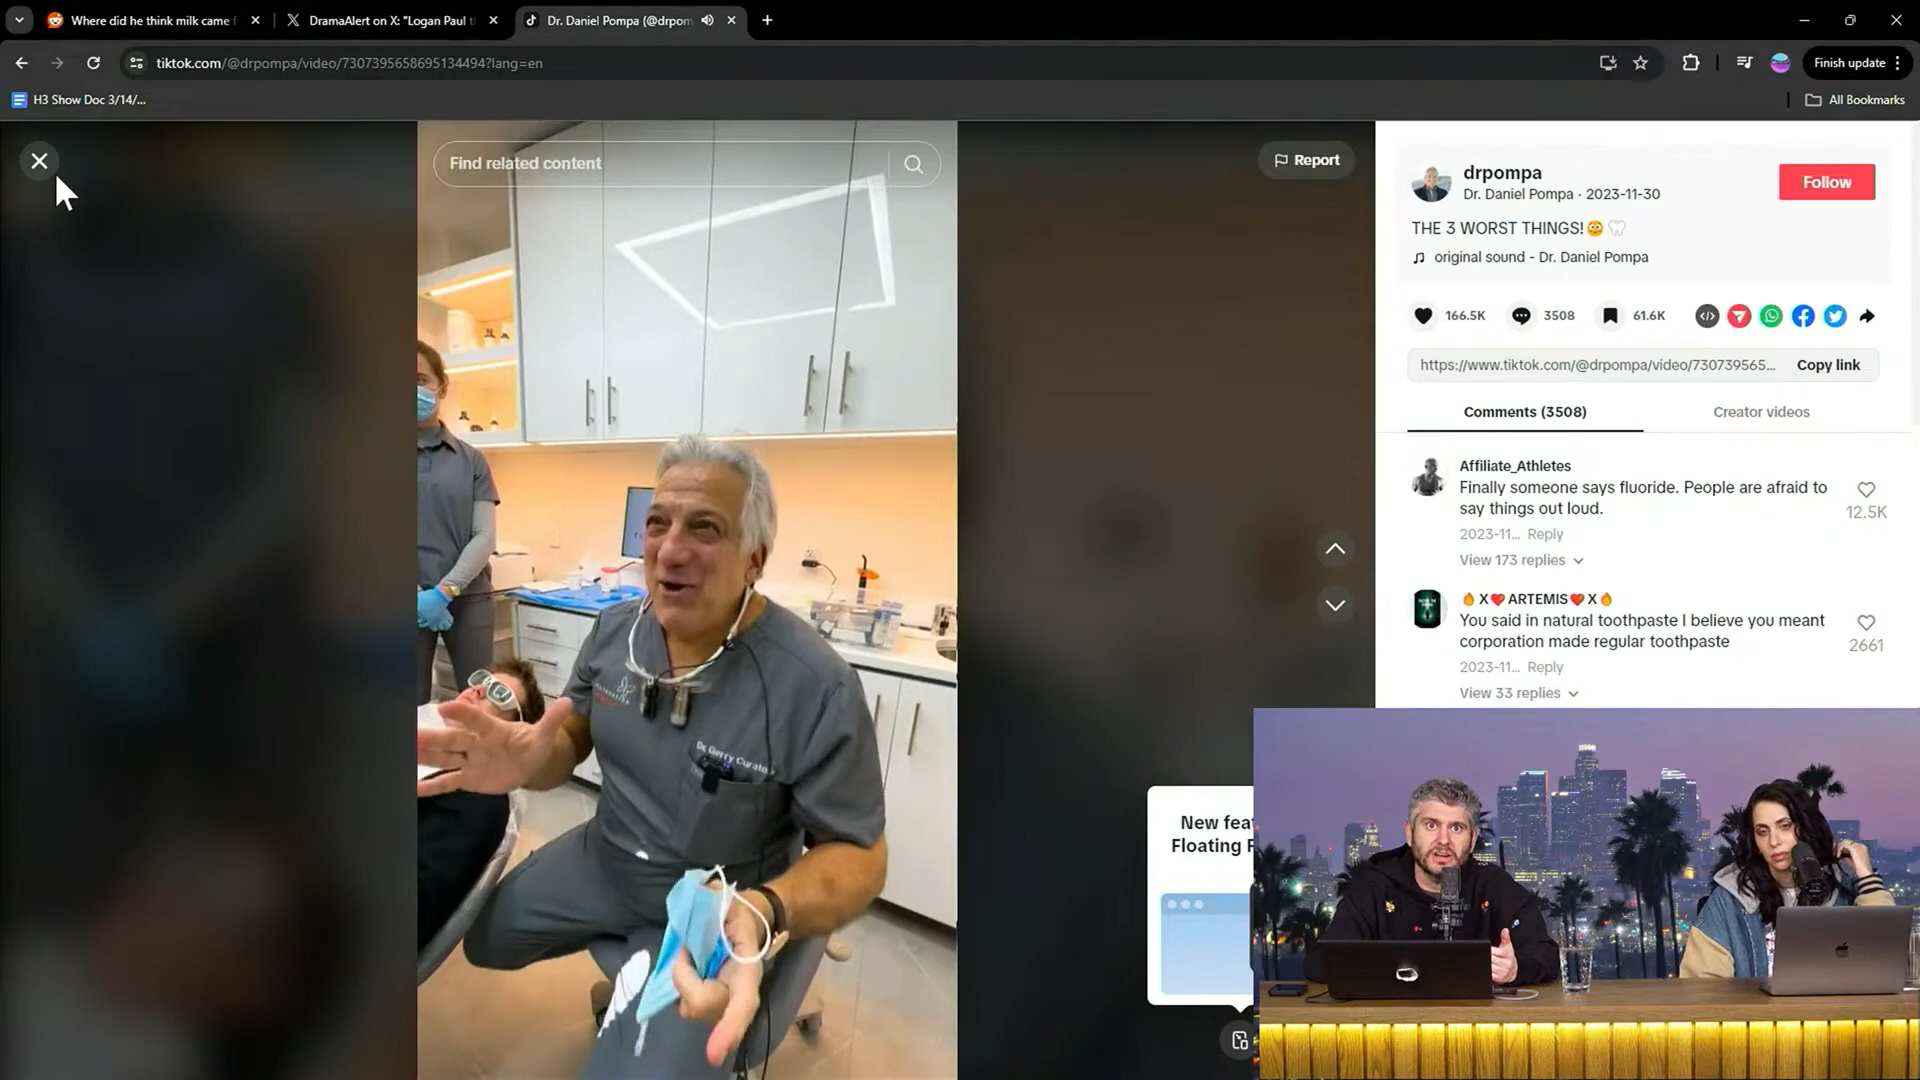 Where did he think milk came f
DramaAlert on X: "Logan Paul t
Dr. Daniel Pompa (@drpom
tiktok.com/@drpompa/video/7307395658695134494?lang=en
Finish update
H3 Show Doc 3/14/...
All Bookmarks
Find related content
Report
drpompa
Dr. Daniel Pompa · 2023-11-30
Follow
THE 3 WORST THINGS!
original sound - Dr. Daniel Pompa
166.5K
3508
61.6K
https://www.tiktok.com/@drpompa/video/730739565...
Copy link
Comments (3508)
Creator videos
Affiliate_Athletes
Finally someone says fluoride. People are afraid to
say things out loud.
12.5K
2023-11... Reply
View 173 replies
🔥X❤️ARTEMIS❤️X🔥
You said in natural toothpaste I believe you meant
corporation made regular toothpaste
2661
2023-11... Reply
View 33 replies
Dr. Gerry Curato
New fea
Floating